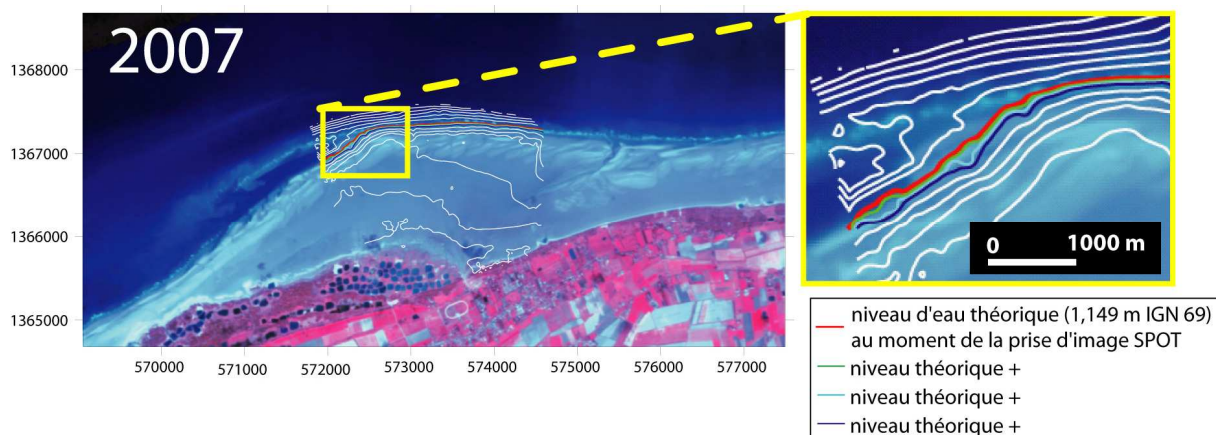 2007
1368000
1367000
1366000
1365000
570000 571000 572000 573000 574000 575000 576000 577000
0 1000 m
niveau d'eau théorique (1,149 m IGN 69)
au moment de la prise d'image SPOT
niveau théorique +
niveau théorique +
niveau théorique +